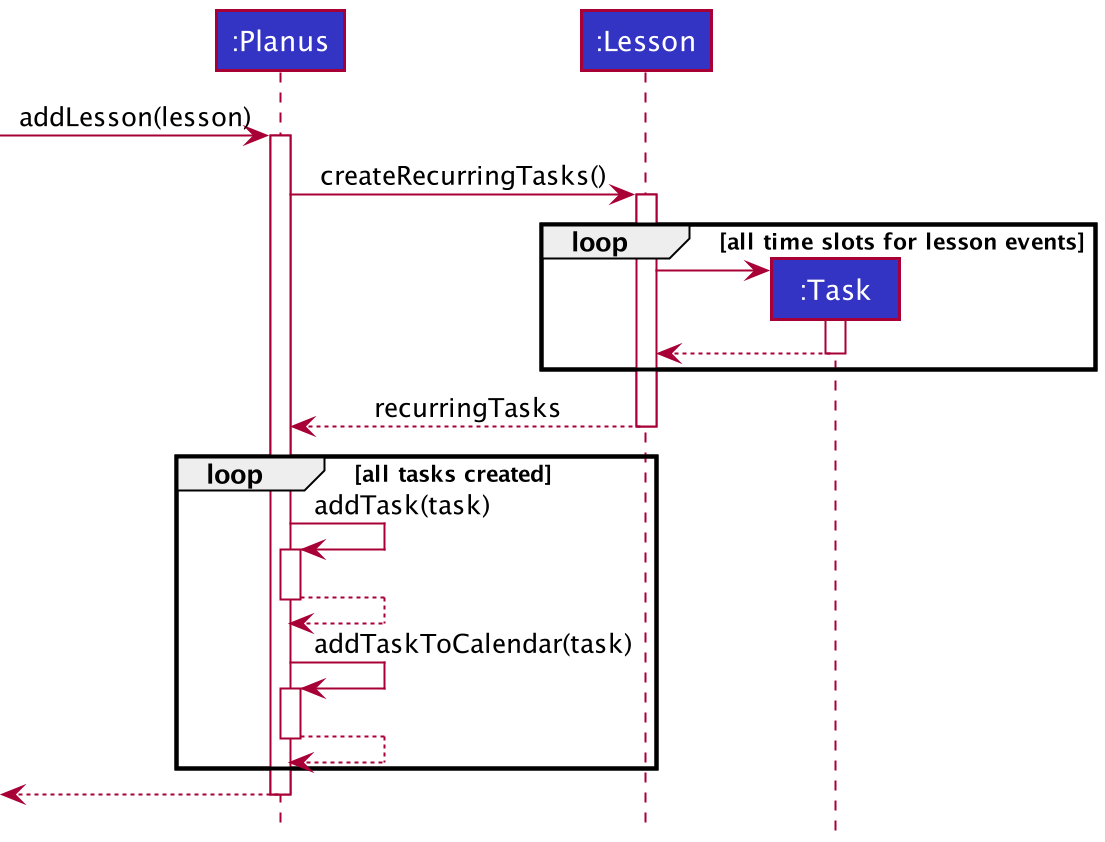 :Planus
:Lesson
addLesson(lesson)
createRecurringTasks()
loop
[all time slots for lesson events]
:Task
recurringTasks
loop
[all tasks created]
addTask(task)
addTaskToCalendar(task)